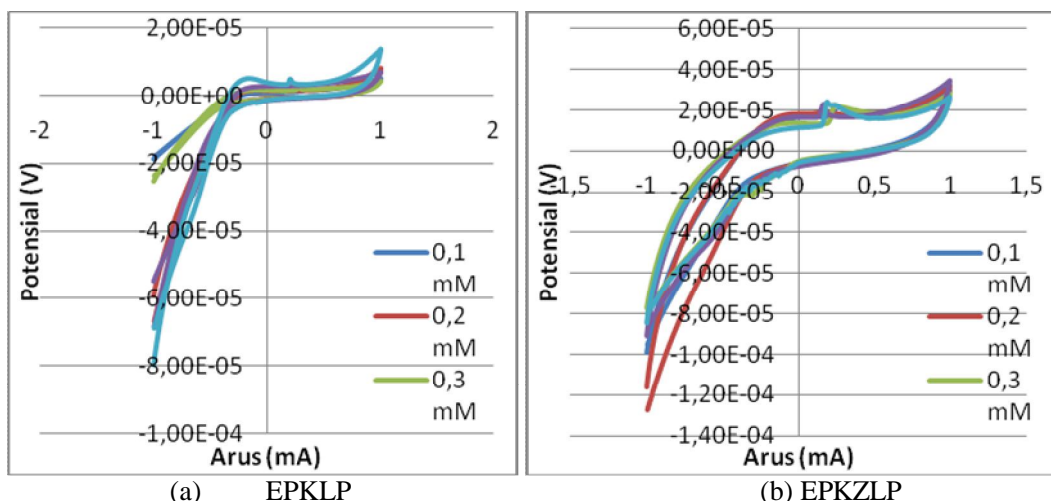 2,00E-05
0,00E+00
-2 -1 0 1 2
-2,00E-05
-4,00E-05
-6,00E-05
-8,00E-05
-1,00E-04
Potensial (V)
Arus (mA)
0,1
mM
0,2
mM
0,3
mM
(a) EPKLP
6,00E-05
4,00E-05
2,00E-05
0,00E+00
-1,5 -1 0 0,5 1 1,5
-2,00E-05
-4,00E-05
-6,00E-05
-8,00E-05
-1,00E-04
-1,20E-04
-1,40E-04
Potensial (V)
Arus (mA)
0,1
mM
0,2
mM
0,3
mM
(b) EPKZLP